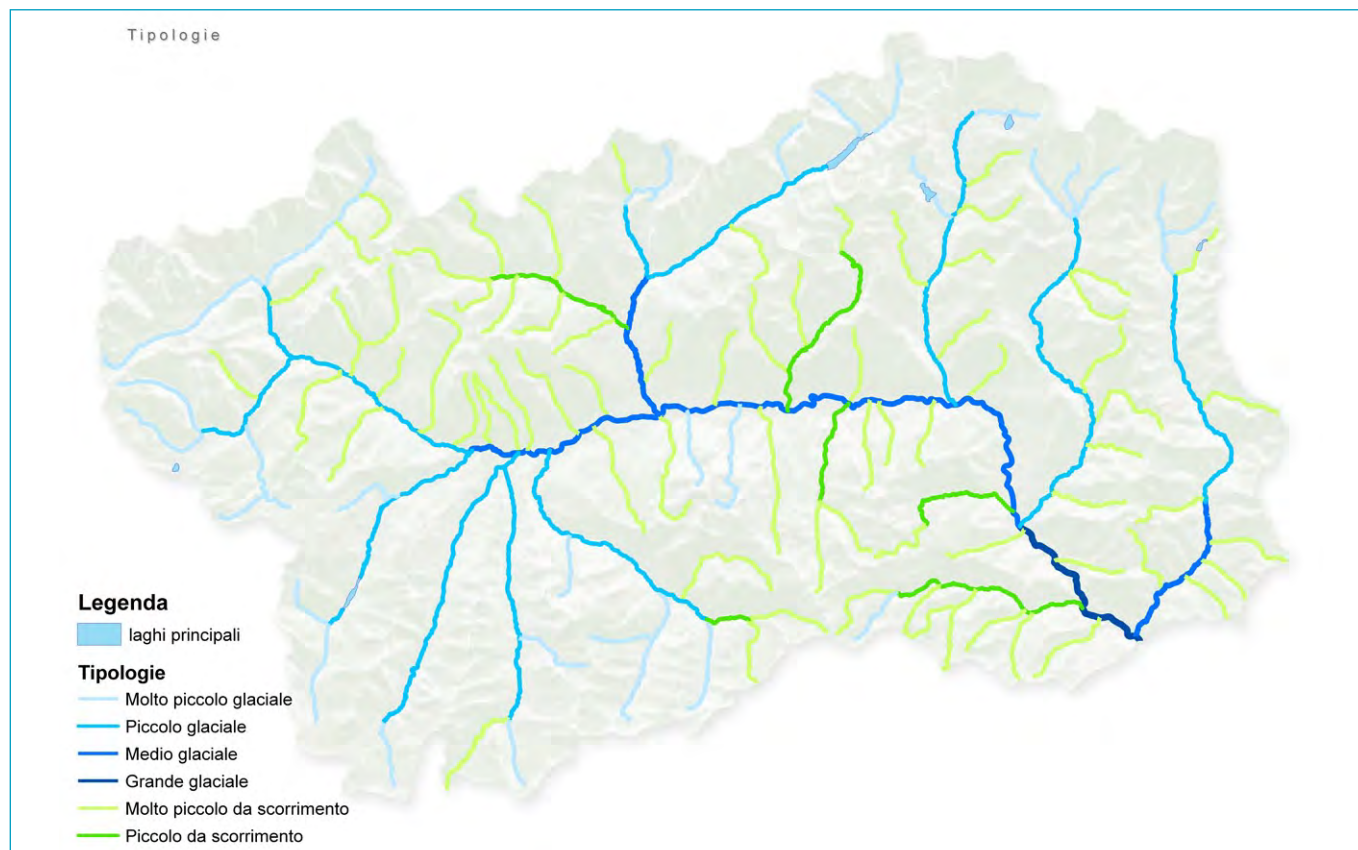 Tipologie
Legenda
laghi principali
Tipologie
Molto piccolo glaciale
Piccolo glaciale
Medio glaciale
Grande glaciale
Molto piccolo da scorrimento
Piccolo da scorrimento